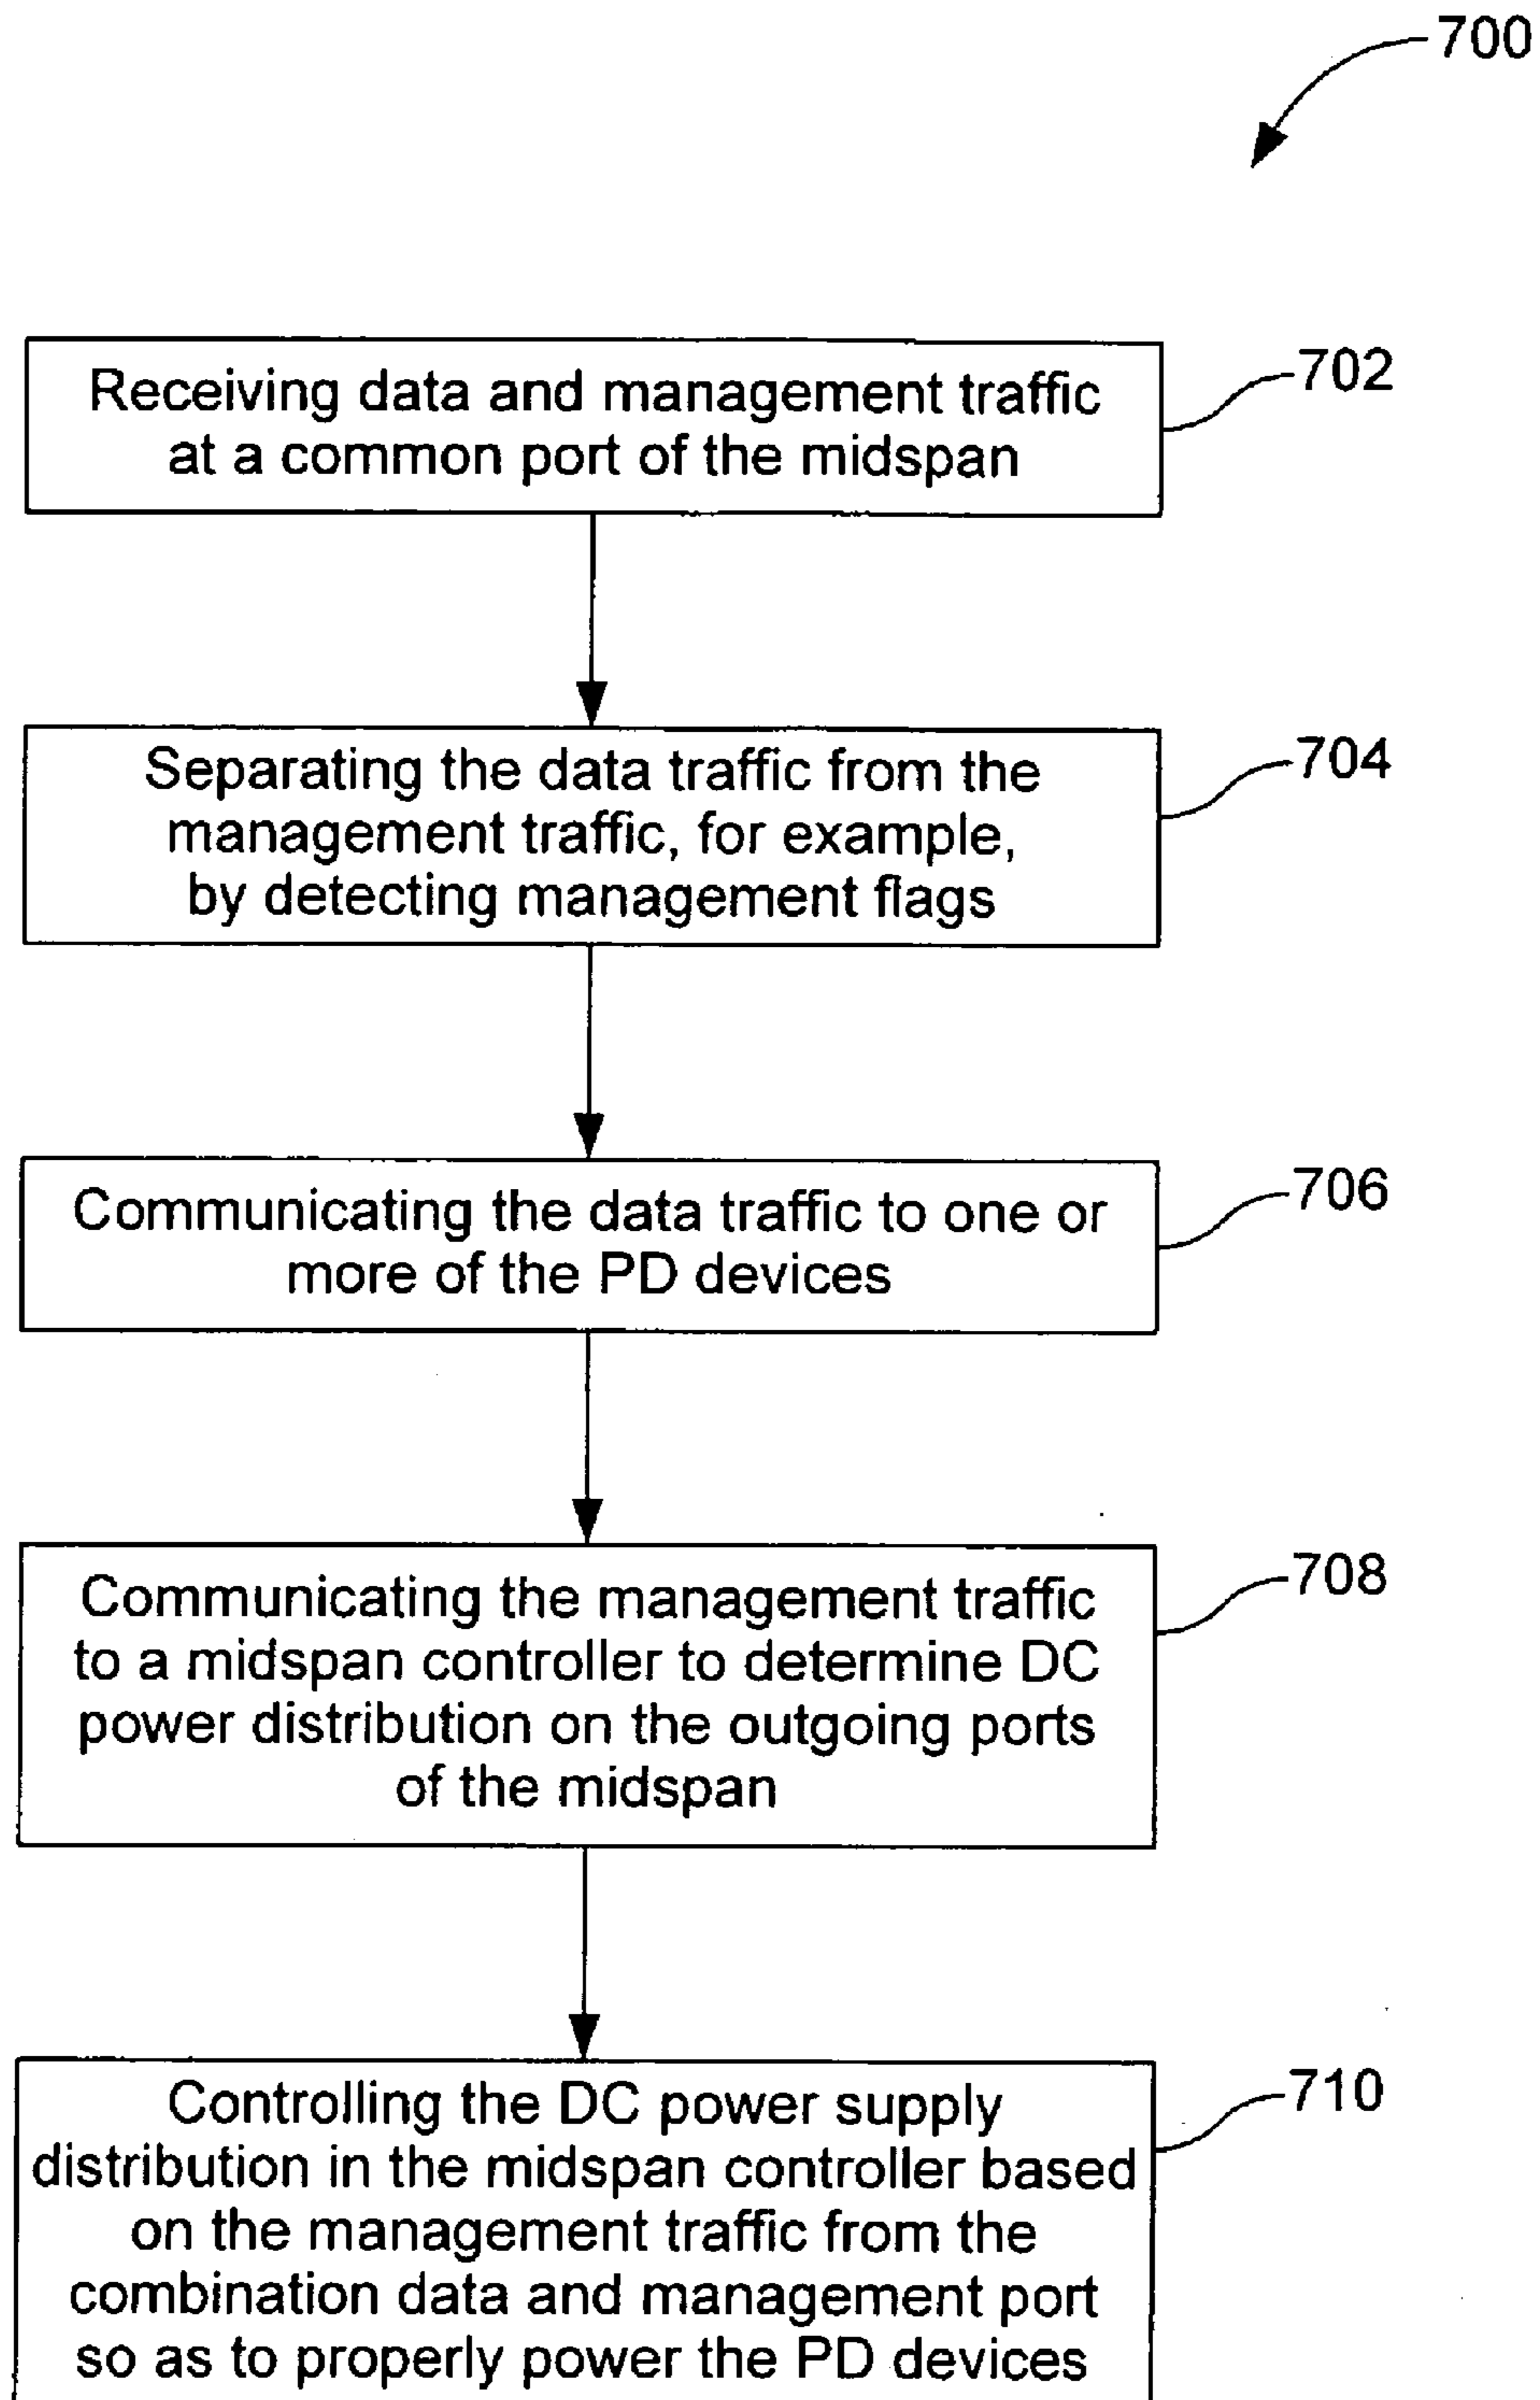 700
Receiving data and management traffic
at a common port of the midspan
702
Separating the data traffic from the
management traffic, for example,
by detecting management flags
704
Communicating the data traffic to one or
more of the PD devices
706
Communicating the management traffic
to a midspan controller to determine DC
power distribution on the outgoing ports
of the midspan
708
Controlling the DC power supply
distribution in the midspan controller based
on the management traffic from the
combination data and management port
so as to properly power the PD devices
710